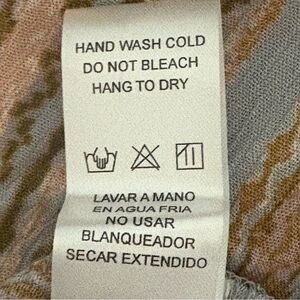 HAND WASH COLD
DO NOT BLEACH
HANG TO DRY
LAVAR A MANO
EN AGUA FRIA
NO USAR
BLANQUEADOR
SECAR EXTENDIDO